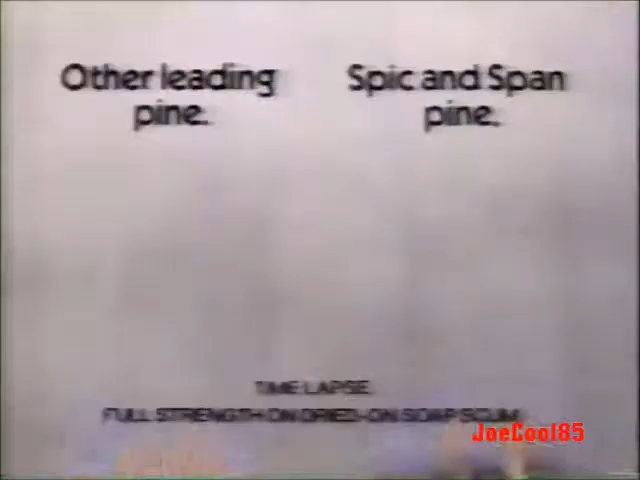 Other leading
pine.
Spic and Span
pine.
TIME LAPSE.
FULL STRENGTH ON DRIED-ON SOAP SCUM.
JoeCool85